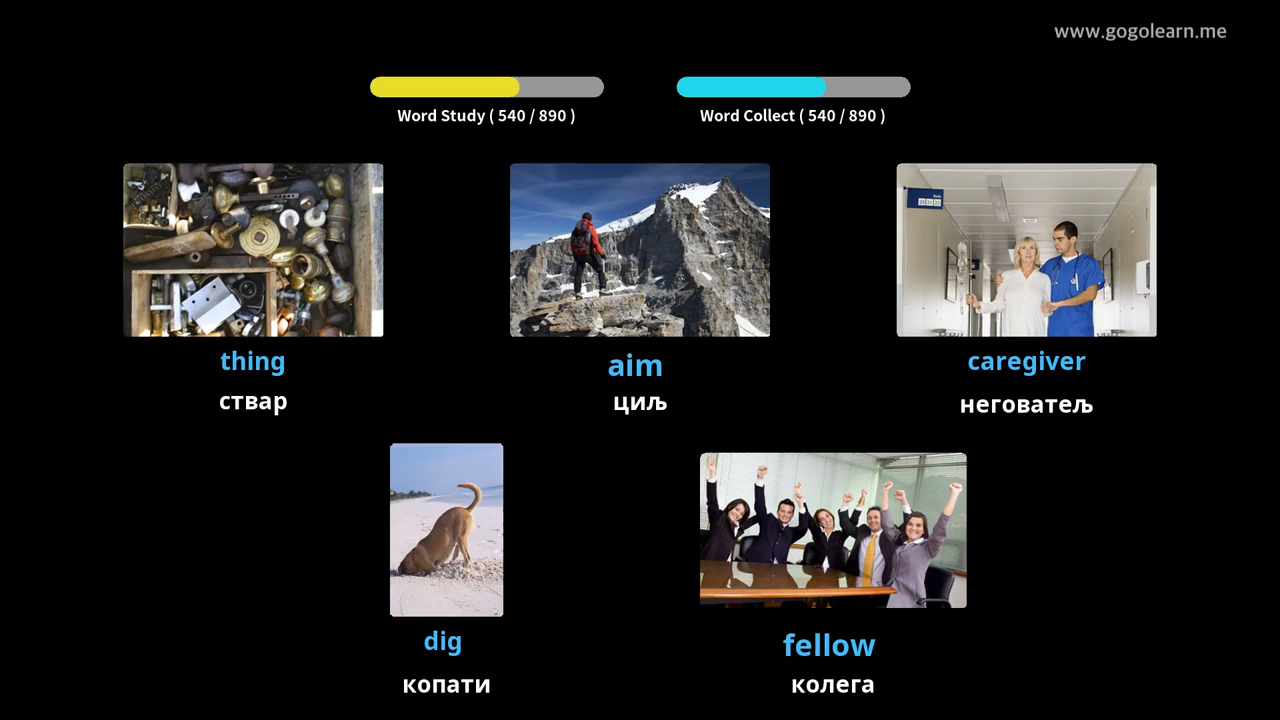 www.gogolearn.me
Word Study ( 540 / 890 )
Word Collect ( 540 / 890 )
thing
ствар
aim
циљ
caregiver
неговатељ
dig
копати
fellow
колега